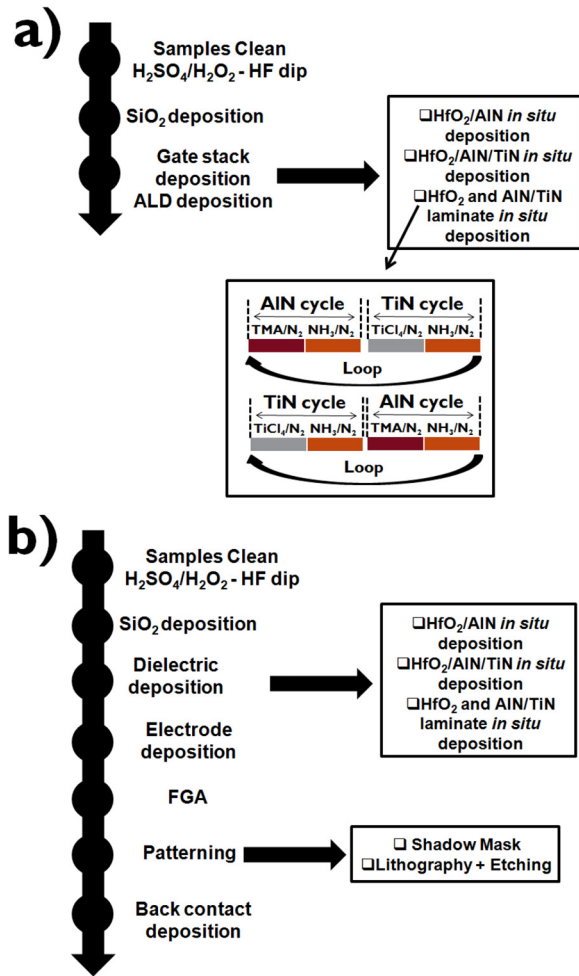 a)
Samples Clean
H₂SO₄/H₂O₂ - HF dip
SiO₂ deposition
Gate stack
deposition
ALD deposition
❑HfO₂/AlN in situ
deposition
❑HfO₂/AlN/TiN in situ
deposition
❑HfO₂ and AlN/TiN
laminate in situ
deposition
AlN cycle TiN cycle
TMA/N₂ NH₃/N₂ TiCl₄/N₂ NH₃/N₂
Loop
TiN cycle AlN cycle
TiCl₄/N₂ NH₃/N₂ TMA/N₂ NH₃/N₂
Loop
b)
Samples Clean
H₂SO₄/H₂O₂ - HF dip
SiO₂ deposition
Dielectric
deposition
❑HfO₂/AlN in situ
deposition
❑HfO₂/AlN/TiN in situ
deposition
❑HfO₂ and AlN/TiN
laminate in situ
deposition
Electrode
deposition
FGA
Patterning
❑ Shadow Mask
❑Lithography + Etching
Back contact
deposition